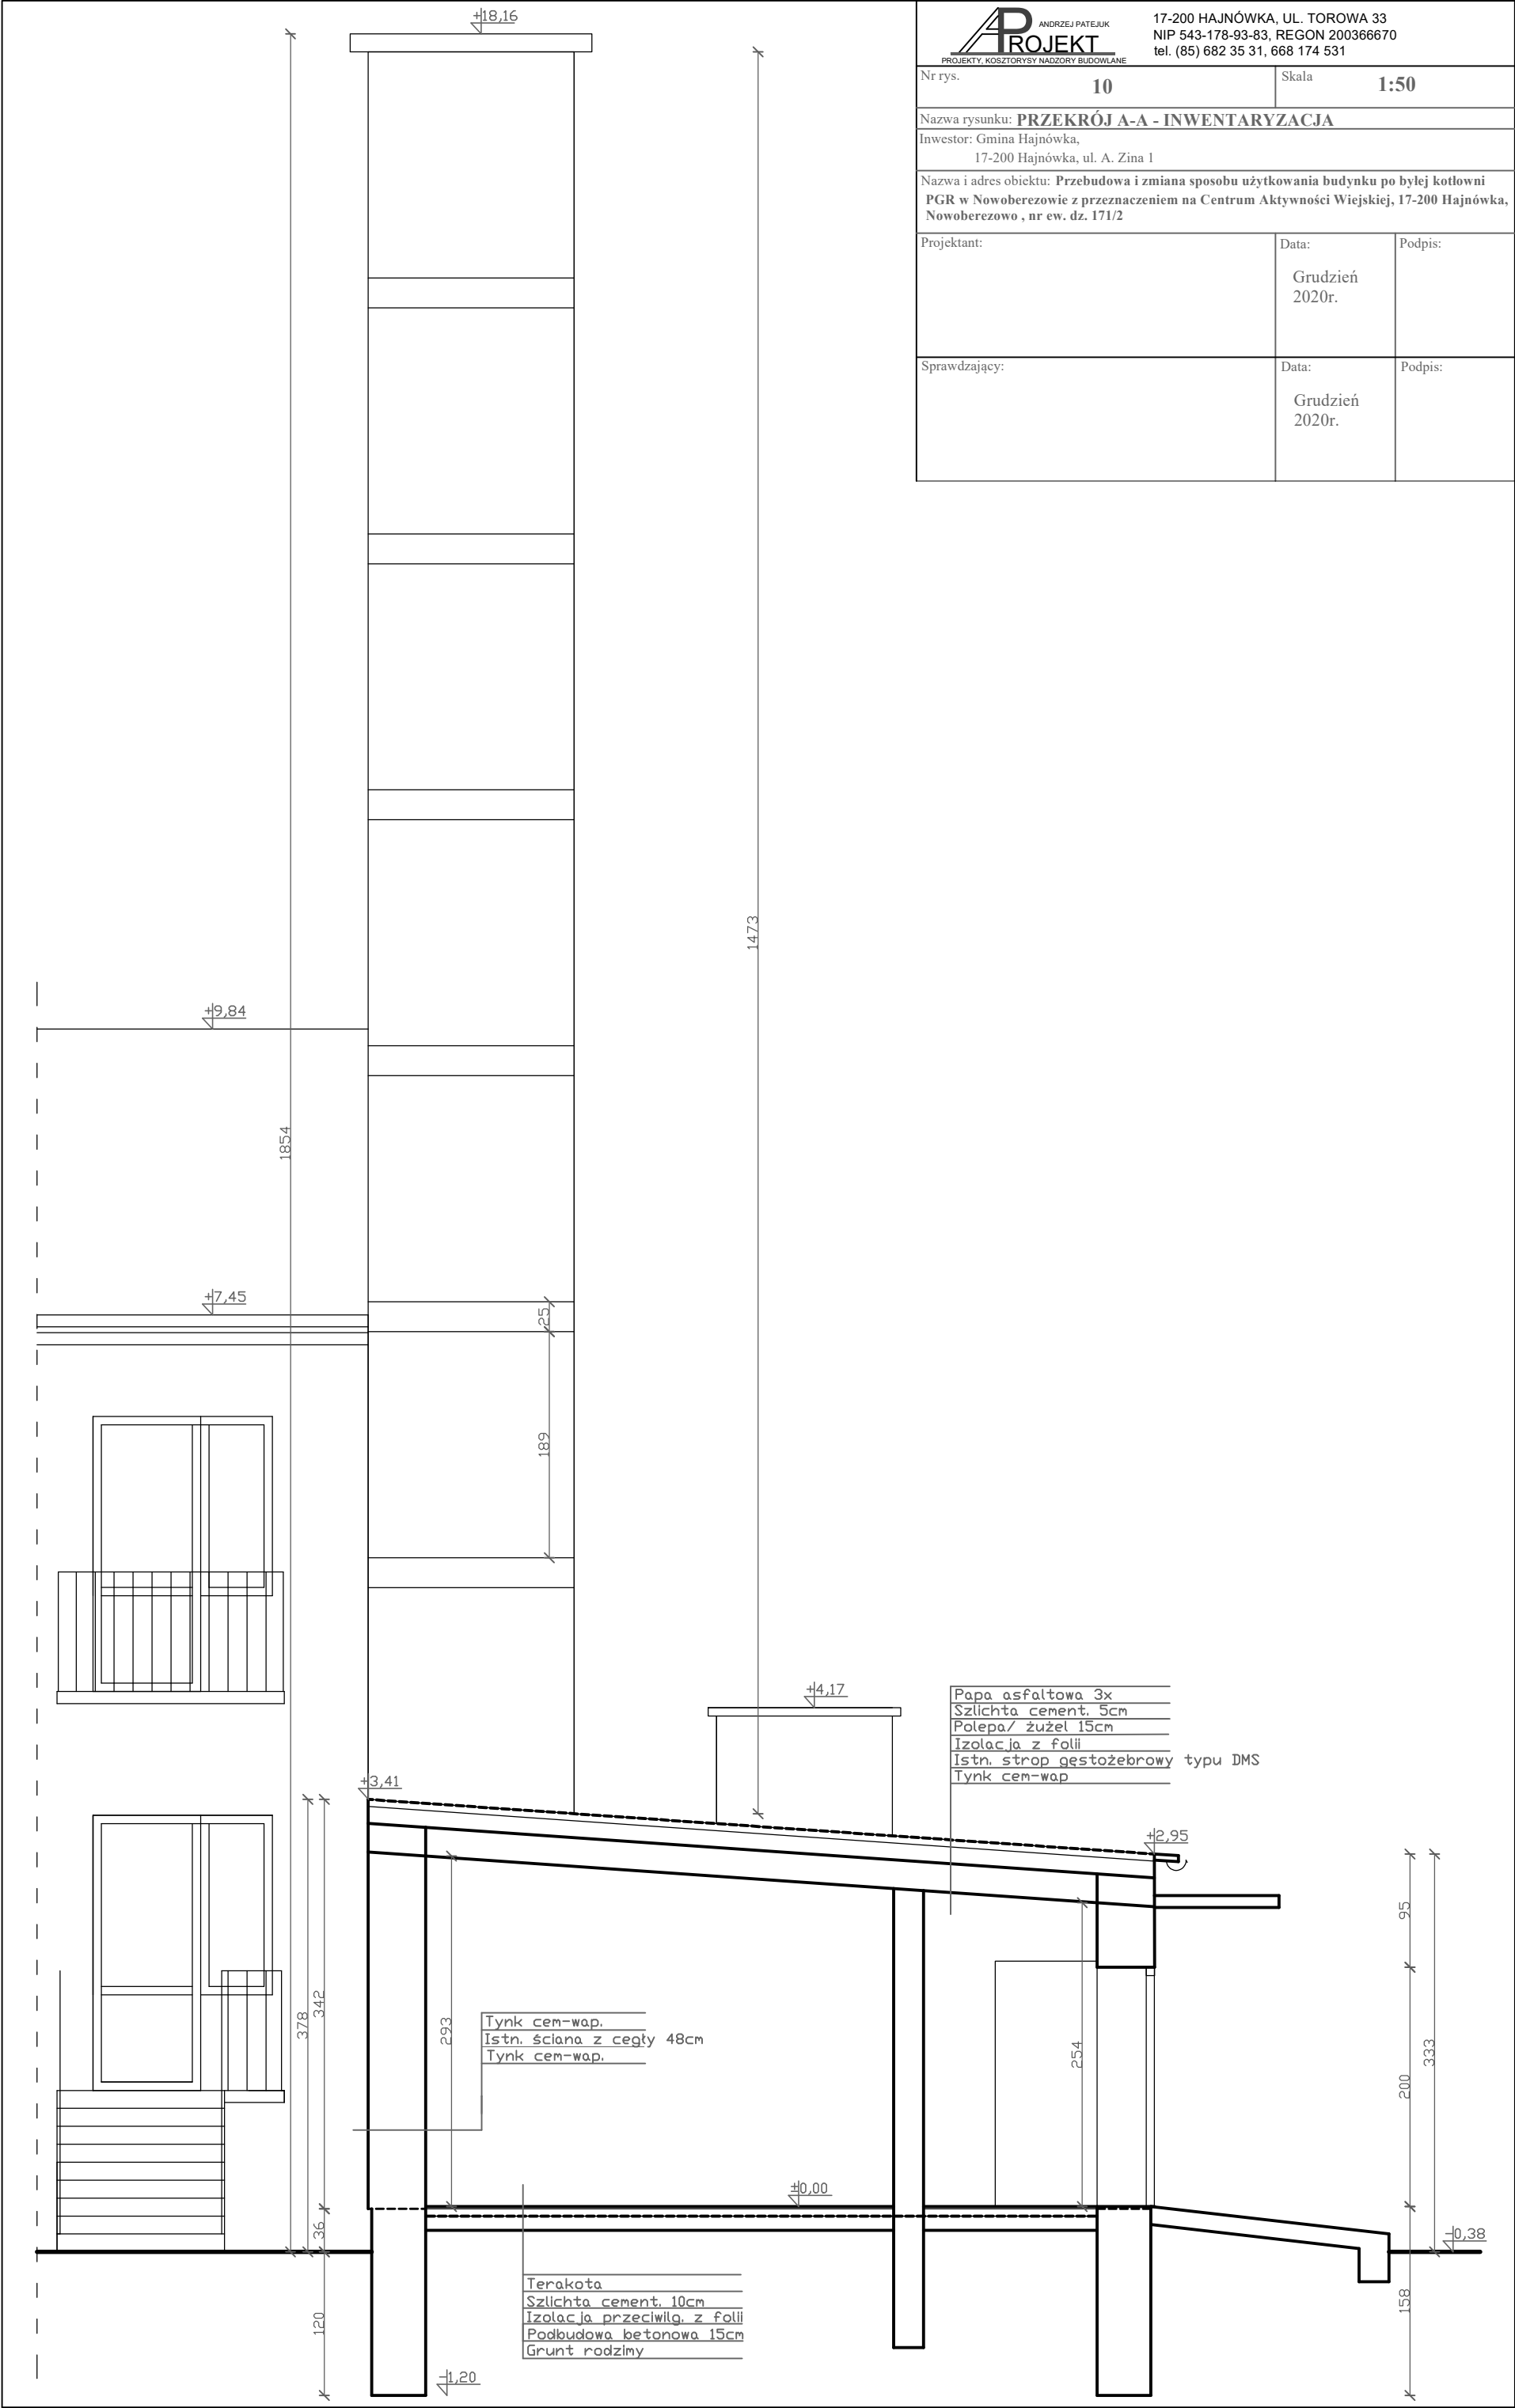 ANDRZEJ PATEJUK
APROJEKT
PROJEKTY, KOSZTORYSY NADZORY BUDOWLANE
17-200 HAJNÓWKA, UL. TOROWA 33
NIP 543-178-93-83, REGON 200366670
tel. (85) 682 35 31, 668 174 531
Nr rys.
10
Skala
1:50
Nazwa rysunku: PRZEKRÓJ A-A - INWENTARYZACJA
Inwestor: Gmina Hajnówka,
17-200 Hajnówka, ul. A. Zina 1
Nazwa i adres obiektu: Przebudowa i zmiana sposobu użytkowania budynku po byłej kotłowni
PGR w Nowoberezowie z przeznaczeniem na Centrum Aktywności Wiejskiej, 17-200 Hajnówka,
Nowoberezowo , nr ew. dz. 171/2
Projektant:
Data:
Podpis:
Grudzień
2020r.
Sprawdzający:
Data:
Podpis:
Grudzień
2020r.
+18,16
1473
+9,84
1854
+7,45
25
189
+4,17
Papa asfaltowa 3x
Szlichta cement. 5cm
Polepa/ żużel 15cm
Izolacja z folii
Istn. strop gęstożebrowy typu DMS
Tynk cem-wap
+3,41
+2,95
95
378
342
293
Tynk cem-wap.
Istn. ściana z cegły 48cm
Tynk cem-wap.
254
200
333
±0,00
36
-0,38
Terakota
Szlichta cement. 10cm
Izolacja przeciwilg. z folii
Podbudowa betonowa 15cm
Grunt rodzimy
120
158
-1,20